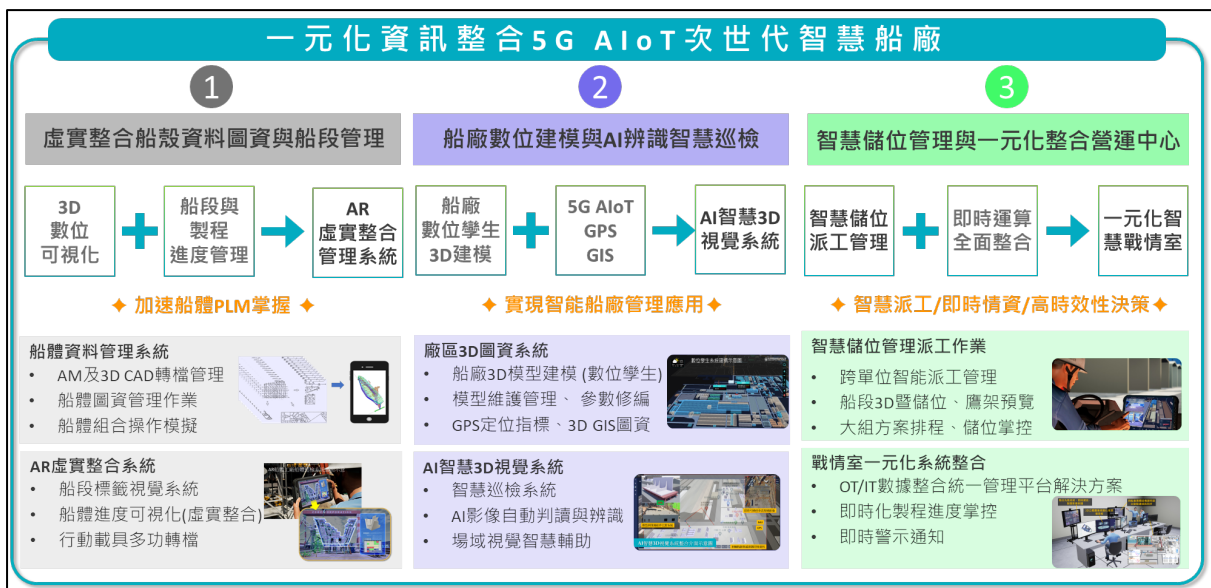 一元化資訊整合5G AIoT次世代智慧船廠
1
虛實整合船殼資料圖資與船段管理
3D
數位
可視化
船段與
製程
進度管理
AR
虛實整合
管理系統
加速船體PLM掌握
船體資料管理系統
• AM及3D CAD轉檔管理
• 船體圖資管理作業
• 船體組合操作模擬
AR虛實整合系統
• 船段標籤視覺系統
• 船體進度可視化(虛實整合)
• 行動載具多功轉檔
2
船廠數位建模與AI辨識智慧巡檢
船廠
數位孿生
3D建模
5G AIoT
GPS
GIS
AI智慧3D
視覺系統
實現智能船廠管理應用
廠區3D圖資系統
• 船廠3D模型建模 (數位孿生)
• 模型維護管理、 參數修編
• GPS定位指標、3D GIS圖資
AI智慧3D視覺系統
• 智慧巡檢系統
• AI影像自動判讀與辨識
• 場域視覺智慧輔助
3
智慧儲位管理與一元化整合營運中心
智慧儲位
派工管理
即時運算
全面整合
一元化智
慧戰情室
智慧派工/即時情資/高時效性決策
智慧儲位管理派工作業
• 跨單位智能派工管理
• 船段3D暨儲位、鷹架預覽
• 大組方案排程、儲位掌控
戰情室一元化系統整合
• OT/IT數據整合統一管理平台解決方案
• 即時化製程進度掌控
• 即時警示通知